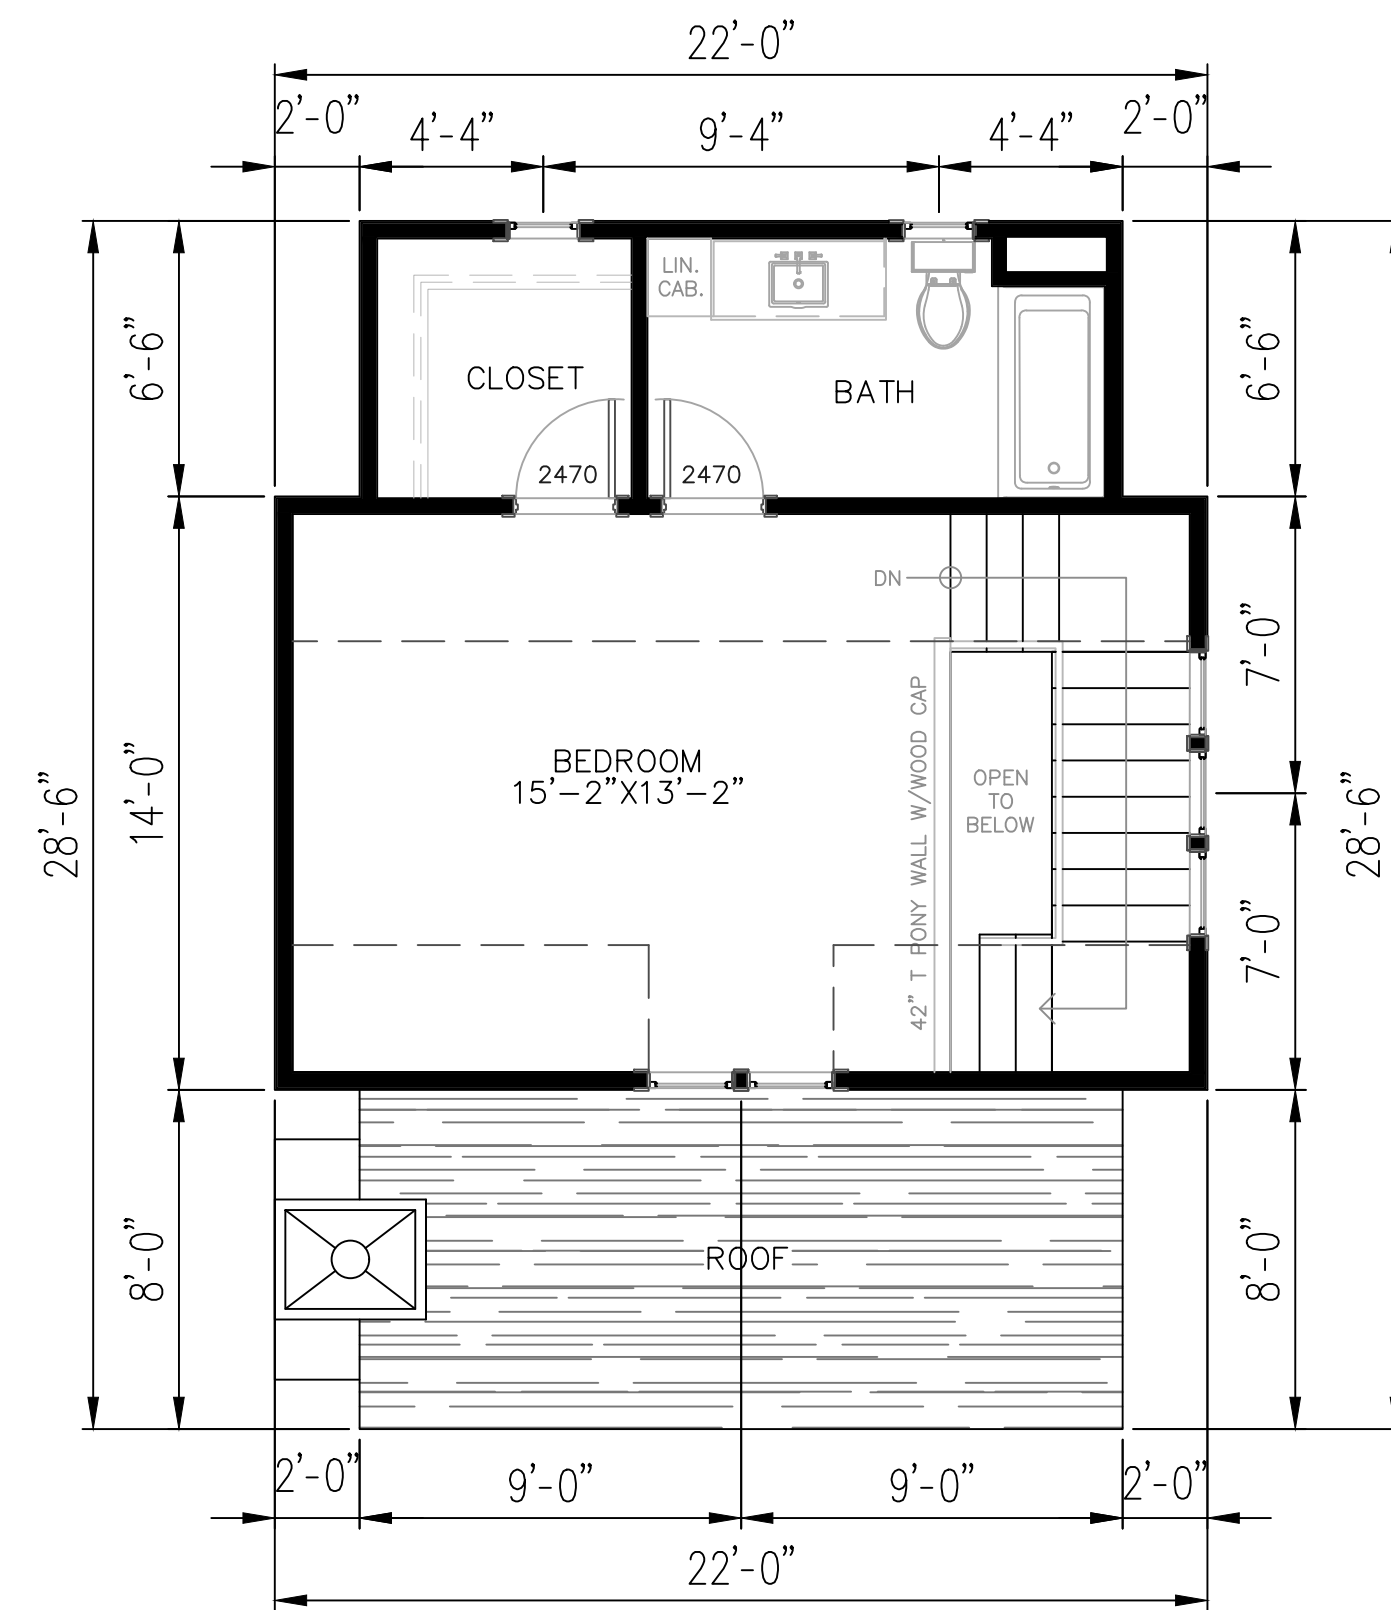 22'-0"
2'-0"
4'-4"
9'-4"
4'-4"
2'-0"
LIN.
CAB.
CLOSET
BATH
6'-6"
6'-6"
2470
2470
DN
7'-0"
BEDROOM
15'-2"X13'-2"
42" T PONY WALL W/WOOD CAP
OPEN
TO
BELOW
28'-6"
14'-0"
28'-6"
7'-0"
8'-0"
ROOF
8'-0"
2'-0"
9'-0"
9'-0"
2'-0"
22'-0"